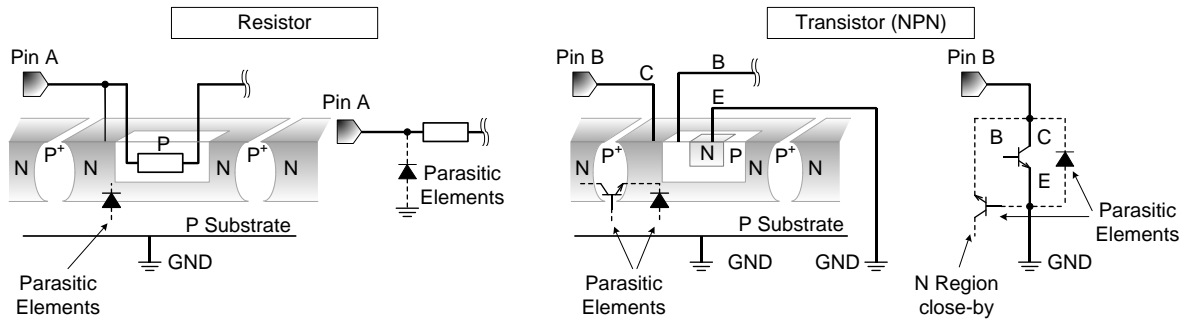 Resistor
Transistor (NPN)
Pin A
Pin A
N
P+
N
P
P+
N
N
P Substrate
GND
Parasitic
Elements
Parasitic
Elements
Pin B
C
B
E
N
P+
N
N
P
P+
N
N
P Substrate
GND
GND
Parasitic
Elements
Pin B
B
C
E
Parasitic
Elements
GND
N Region
close-by